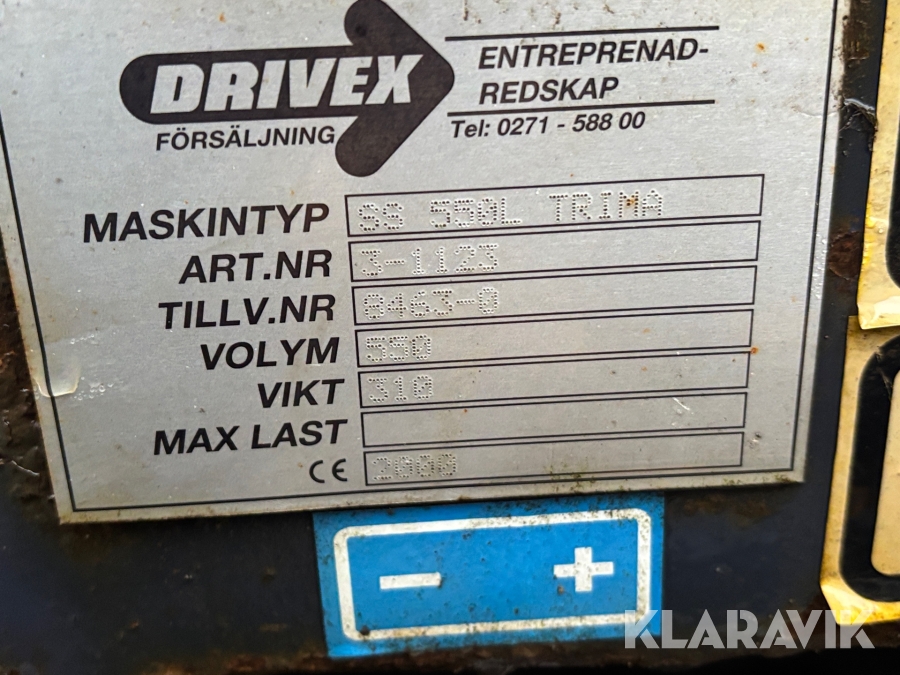 DRIVEX
FÖRSÄLJNING
ENTREPRENAD-
REDSKAP
Tel: 0271 - 588 00
MASKINTYP SS 550L TRIMA
ART.NR 3-1123
TILLV.NR 8463-0
VOLYM 550
VIKT 310
MAX LAST
CE 2000
- +
KLARAVIK